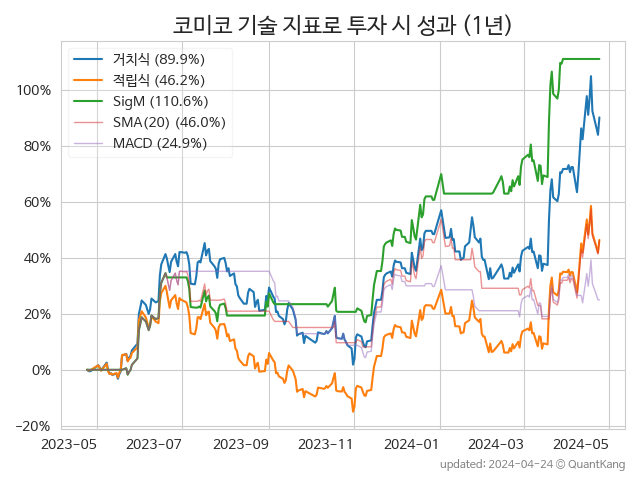 코미코 기술 지표로 투자 시 성과 (1년)
거치식 (89.9%)
적립식 (46.2%)
SigM (110.6%)
SMA(20) (46.0%)
MACD (24.9%)
100%
80%
60%
40%
20%
0%
−20%
2023−05 2023−07 2023−09 2023−11 2024−01 2024−03 2024−05
updated: 2024−04−24 © QuantKang